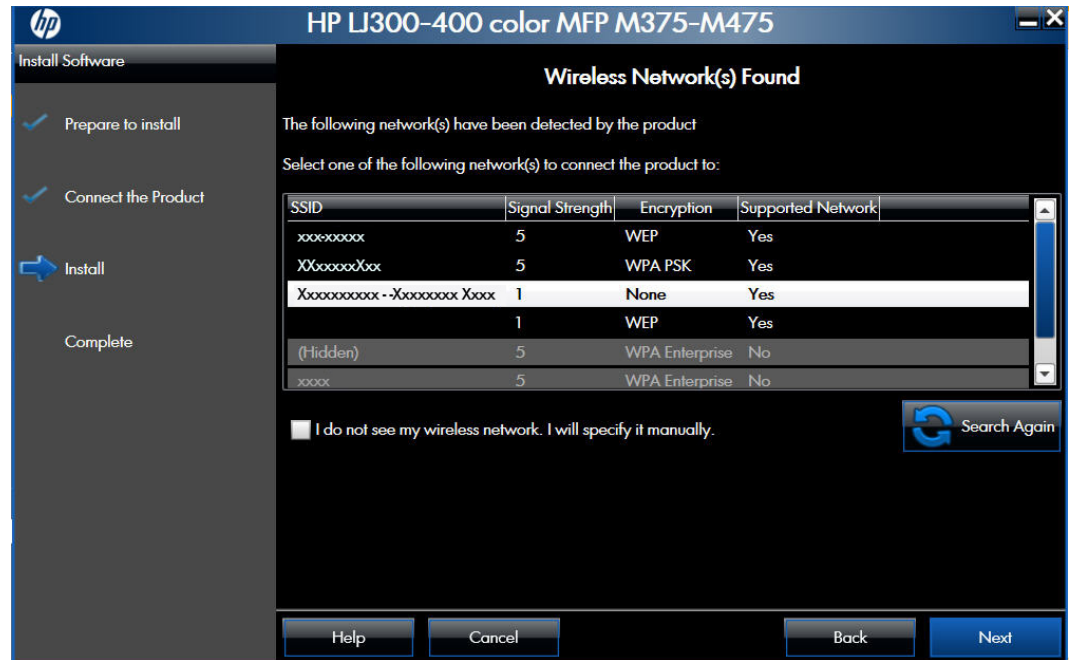 hp
HP LJ300-400 color MFP M375-M475
Install Software
Prepare to install
Connect the Product
Install
Complete
Wireless Network(s) Found
The following network(s) have been detected by the product
Select one of the following network(s) to connect the product to:
SSID Signal Strength Encryption Supported Network
xxx-xxxxx 5 WEP Yes
XXxxxxxXxx 5 WPA PSK Yes
Xxxxxxxxxx - -Xxxxxxxx Xxxx 1 None Yes
1 WEP Yes
(Hidden) 5 WPA Enterprise No
xxxx 5 WPA Enterprise No
I do not see my wireless network. I will specify it manually.
Search Again
Help Cancel Back Next